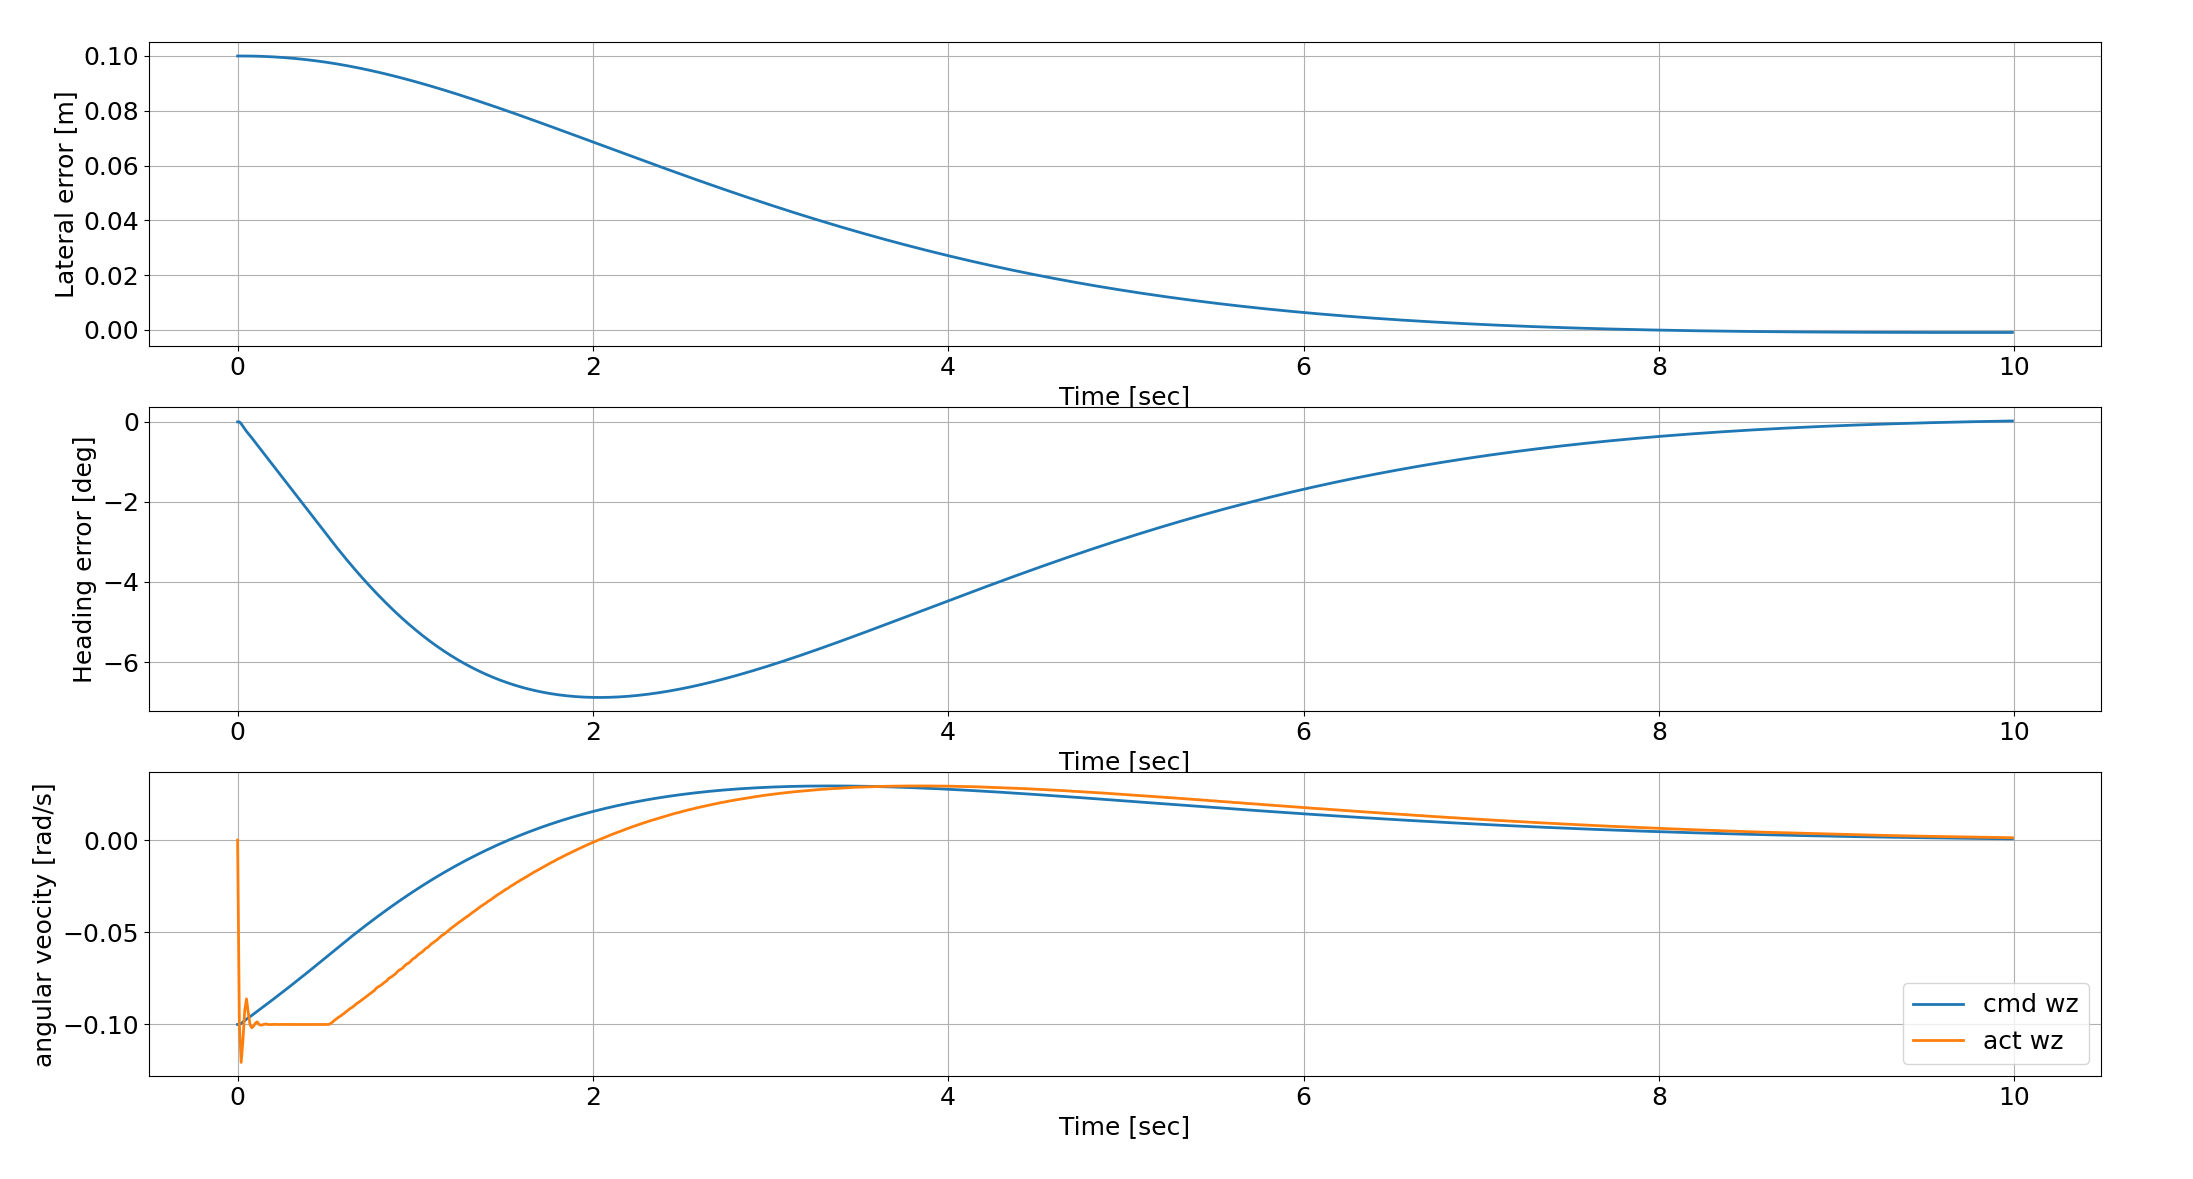 0.10
0.08
0.06
0.04
0.02
0.00
Lateral error [m]
0 2 4 6 8 10
Time [sec]
0
−2
−4
−6
Heading error [deg]
0 2 4 6 8 10
Time [sec]
0.00
−0.05
−0.10
angular veocity [rad/s]
cmd wz
act wz
0 2 4 6 8 10
Time [sec]